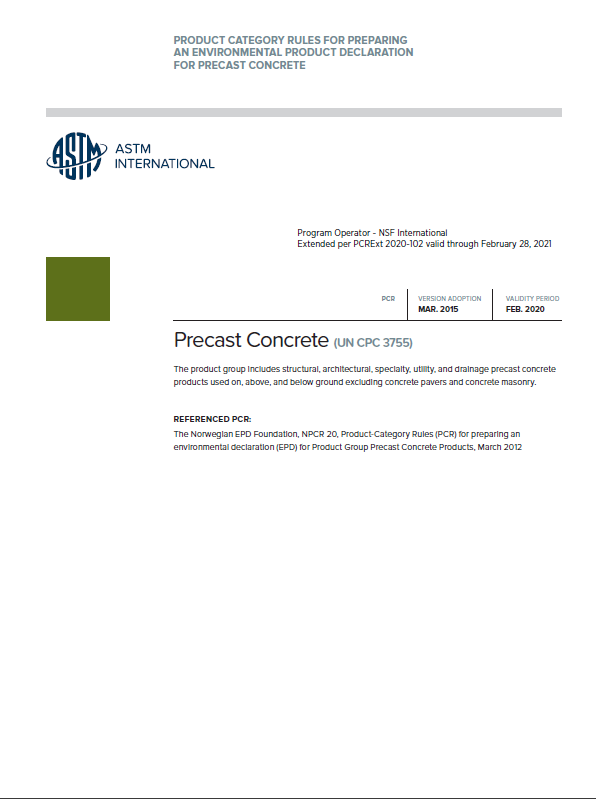 PRODUCT CATEGORY RULES FOR PREPARING
AN ENVIRONMENTAL PRODUCT DECLARATION
FOR PRECAST CONCRETE
ASTM
ASTM
INTERNATIONAL
Program Operator - NSF International
Extended per PCRExt 2020-102 valid through February 28, 2021
PCR
VERSION ADOPTION
MAR. 2015
VALIDITY PERIOD
FEB. 2020
Precast Concrete (UN CPC 3755)
The product group includes structural, architectural, specialty, utility, and drainage precast concrete
products used on, above, and below ground excluding concrete pavers and concrete masonry.
REFERENCED PCR:
The Norwegian EPD Foundation, NPCR 20, Product-Category Rules (PCR) for preparing an
environmental declaration (EPD) for Product Group Precast Concrete Products, March 2012